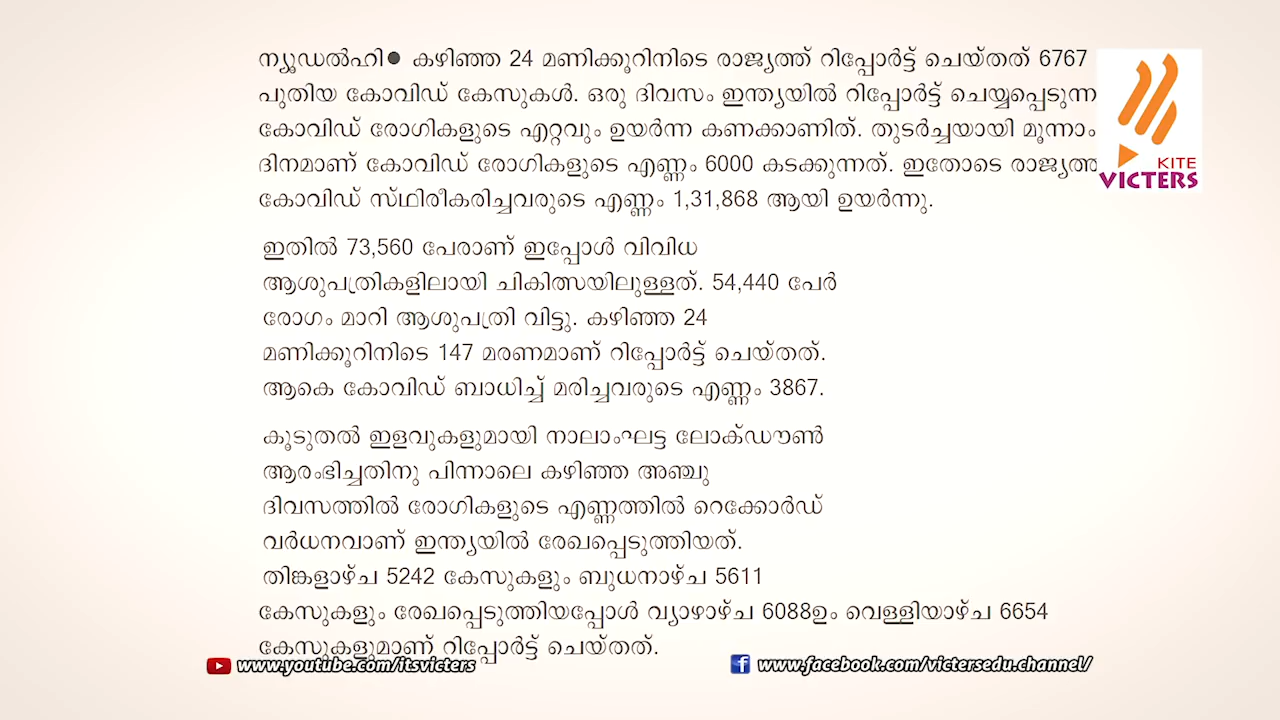 ന്യൂഡൽഹി● കഴിഞ്ഞ 24 മണിക്കൂറിനിടെ രാജ്യത്ത് റിപ്പോർട്ട് ചെയ്തത് 6767
പുതിയ കോവിഡ് കേസുകൾ. ഒരു ദിവസം ഇന്ത്യയിൽ റിപ്പോർട്ട് ചെയ്യപ്പെടുന്ന
കോവിഡ് രോഗികളുടെ ഏറ്റവും ഉയർന്ന കണക്കാണിത്. തുടർച്ചയായി മൂന്നാം
ദിനമാണ് കോവിഡ് രോഗികളുടെ എണ്ണം 6000 കടക്കുന്നത്. ഇതോടെ രാജ്യത്ത
കോവിഡ് സ്ഥിരീകരിച്ചവരുടെ എണ്ണം 1,31,868 ആയി ഉയർന്നു.
KITE
VICTERS
ഇതിൽ 73,560 പേരാണ് ഇപ്പോൾ വിവിധ
ആശുപത്രികളിലായി ചികിത്സയിലുള്ളത്. 54,440 പേർ
രോഗം മാറി ആശുപത്രി വിട്ടു. കഴിഞ്ഞ 24
മണിക്കൂറിനിടെ 147 മരണമാണ് റിപ്പോർട്ട് ചെയ്തത്.
ആകെ കോവിഡ് ബാധിച്ച് മരിച്ചവരുടെ എണ്ണം 3867.
കൂടുതൽ ഇളവുകളുമായി നാലാംഘട്ട ലോക്ഡൗൺ
ആരംഭിച്ചതിനു പിന്നാലെ കഴിഞ്ഞ അഞ്ചു
ദിവസത്തിൽ രോഗികളുടെ എണ്ണത്തിൽ റെക്കോർഡ്
വർധനവാണ് ഇന്ത്യയിൽ രേഖപ്പെടുത്തിയത്.
തിങ്കളാഴ്ച 5242 കേസുകളും ബുധനാഴ്ച 5611
കേസുകളും രേഖപ്പെടുത്തിയപ്പോൾ വ്യാഴാഴ്ച 6088ഉം വെള്ളിയാഴ്ച 6654
കേസുകളുമാണ് റിപ്പോർട്ട് ചെയ്തത്.
www.youtube.com/itsvicters
www.facebook.com/victersedu.channel/